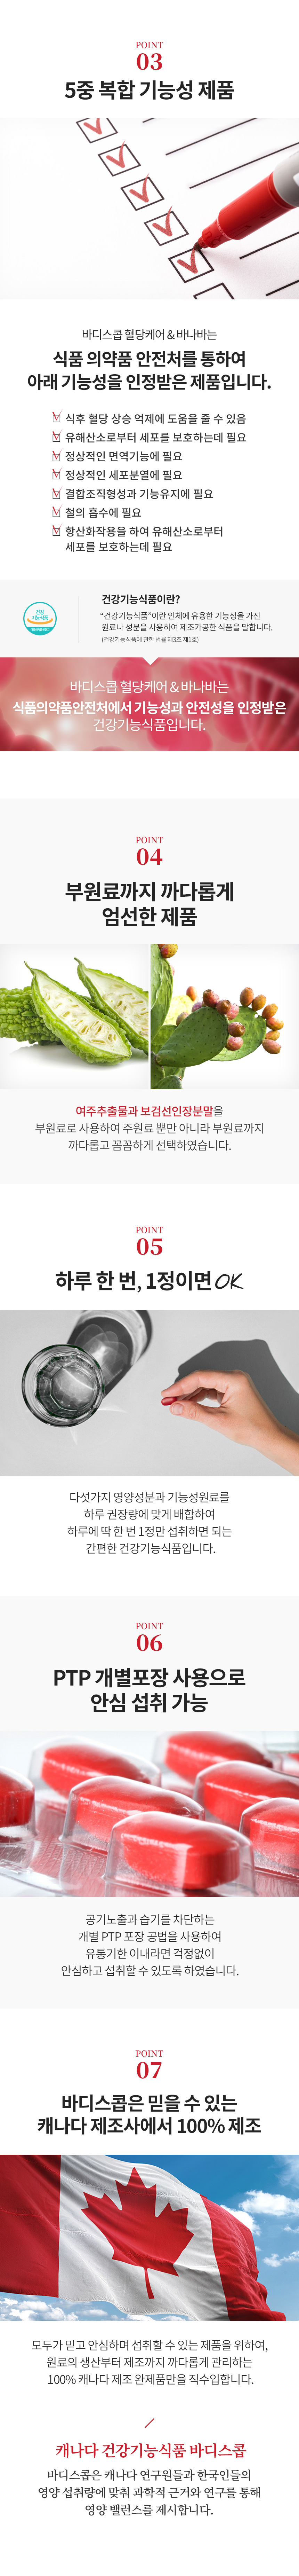 POINT
03
5중 복합 기능성 제품
바디스콥 혈당케어 & 바나바는
식품 의약품 안전처를 통하여
아래 기능성을 인정받은 제품입니다.
식후 혈당 상승 억제에 도움을 줄 수 있음
유해산소로부터 세포를 보호하는데 필요
정상적인 면역기능에 필요
정상적인 세포분열에 필요
결합조직형성과 기능유지에 필요
철의 흡수에 필요
항산화작용을 하여 유해산소로부터
세포를 보호하는데 필요
건강
기능식품
건강기능식품이란?
“건강기능식품”이란 인체에 유용한 기능성을 가진
원료나 성분을 사용하여 제조가공한 식품을 말합니다.
(건강기능식품에 관한 법률 제3조 제1호)
바디스콥 혈당케어 & 바나바는
식품의약품안전처에서 기능성과 안전성을 인정받은
건강기능식품입니다.
POINT
04
부원료까지 까다롭게
엄선한 제품
여주추출물과 보검선인장분말을
부원료로 사용하여 주원료 뿐만 아니라 부원료까지
까다롭고 꼼꼼하게 선택하였습니다.
POINT
05
하루 한 번, 1정이면 OK
다섯가지 영양성분과 기능성원료를
하루 권장량에 맞게 배합하여
하루에 딱 한 번 1정만 섭취하면 되는
간편한 건강기능식품입니다.
POINT
06
PTP 개별포장 사용으로
안심 섭취 가능
공기노출과 습기를 차단하는
개별 PTP 포장 공법을 사용하여
유통기한 이내라면 걱정없이
안심하고 섭취할 수 있도록 하였습니다.
POINT
07
바디스콥은 믿을 수 있는
캐나다 제조사에서 100% 제조
모두가 믿고 안심하며 섭취할 수 있는 제품을 위하여,
원료의 생산부터 제조까지 까다롭게 관리하는
100% 캐나다 제조 완제품만을 직수입합니다.
캐나다 건강기능식품 바디스콥
바디스콥은 캐나다 연구원들과 한국인들의
영양 섭취량에 맞춰 과학적 근거와 연구를 통해
영양 밸런스를 제시합니다.